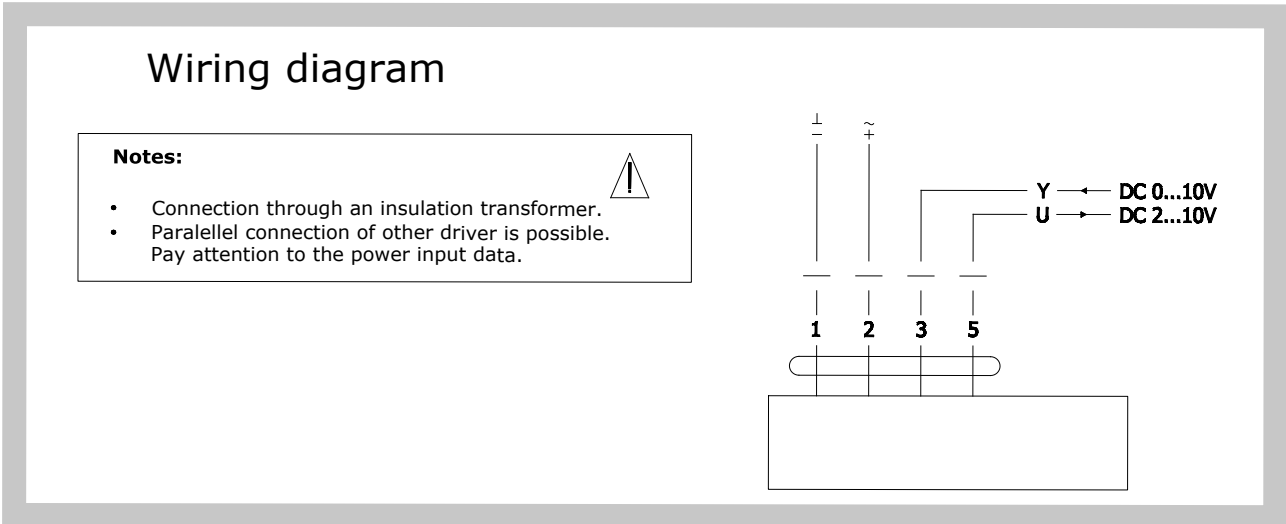 Wiring diagram
Notes:
• Connection through an insulation transformer.
• Paralellel connection of other driver is possible.
Pay attention to the power input data.
⊥ ~
− +
Y DC 0...10V
U DC 2...10V
1 2 3 5